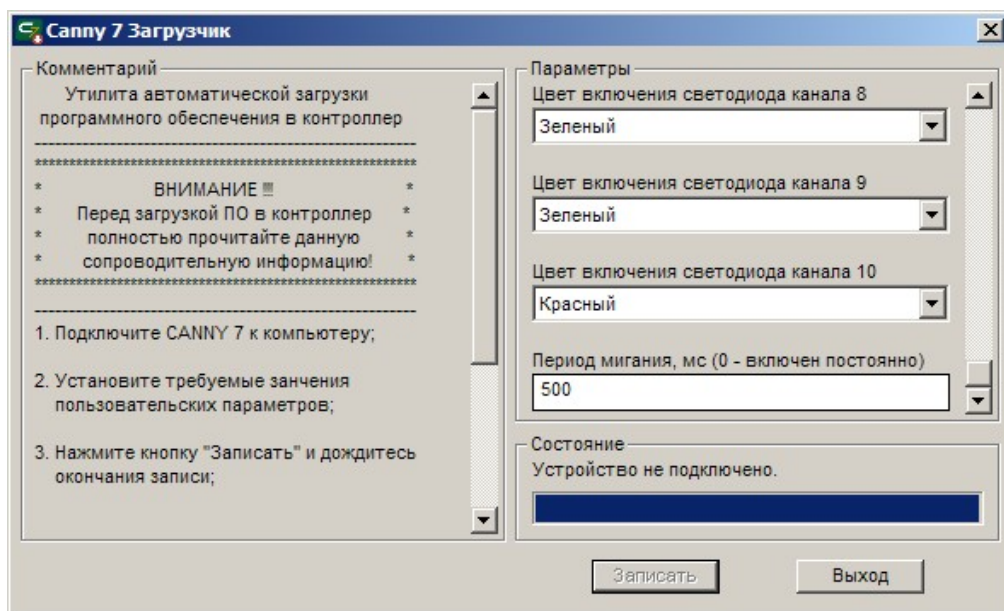 Canny 7 Загрузчик
Комментарий
Утилита автоматической загрузки
программного обеспечения в контроллер
----------------------------------------------------------------
****************************************************************
* ВНИМАНИЕ !!! *
* Перед загрузкой ПО в контроллер *
* полностью прочитайте данную *
* сопроводительную информацию! *
****************************************************************
----------------------------------------------------------------
1. Подключите CANNY 7 к компьютеру;
2. Установите требуемые занчения
пользовательских параметров;
3. Нажмите кнопку "Записать" и дождитесь
окончания записи;
Параметры
Цвет включения светодиода канала 8
Зеленый
Цвет включения светодиода канала 9
Зеленый
Цвет включения светодиода канала 10
Красный
Период мигания, мс (0 - включен постоянно)
500
Состояние
Устройство не подключено.
Записать
Выход